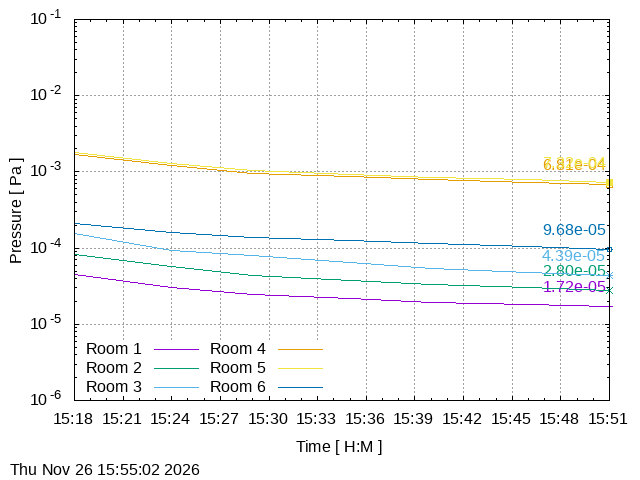 10^-1
10^-2
10^-3
10^-4
10^-5
10^-6
Pressure [ Pa ]
6.81e-04
9.68e-05
4.39e-05
2.80e-05
1.72e-05
Room 1 Room 4
Room 2 Room 5
Room 3 Room 6
15:18 15:21 15:24 15:27 15:30 15:33 15:36 15:39 15:42 15:45 15:48 15:51
Time [ H:M ]
Thu Nov 26 15:55:02 2026